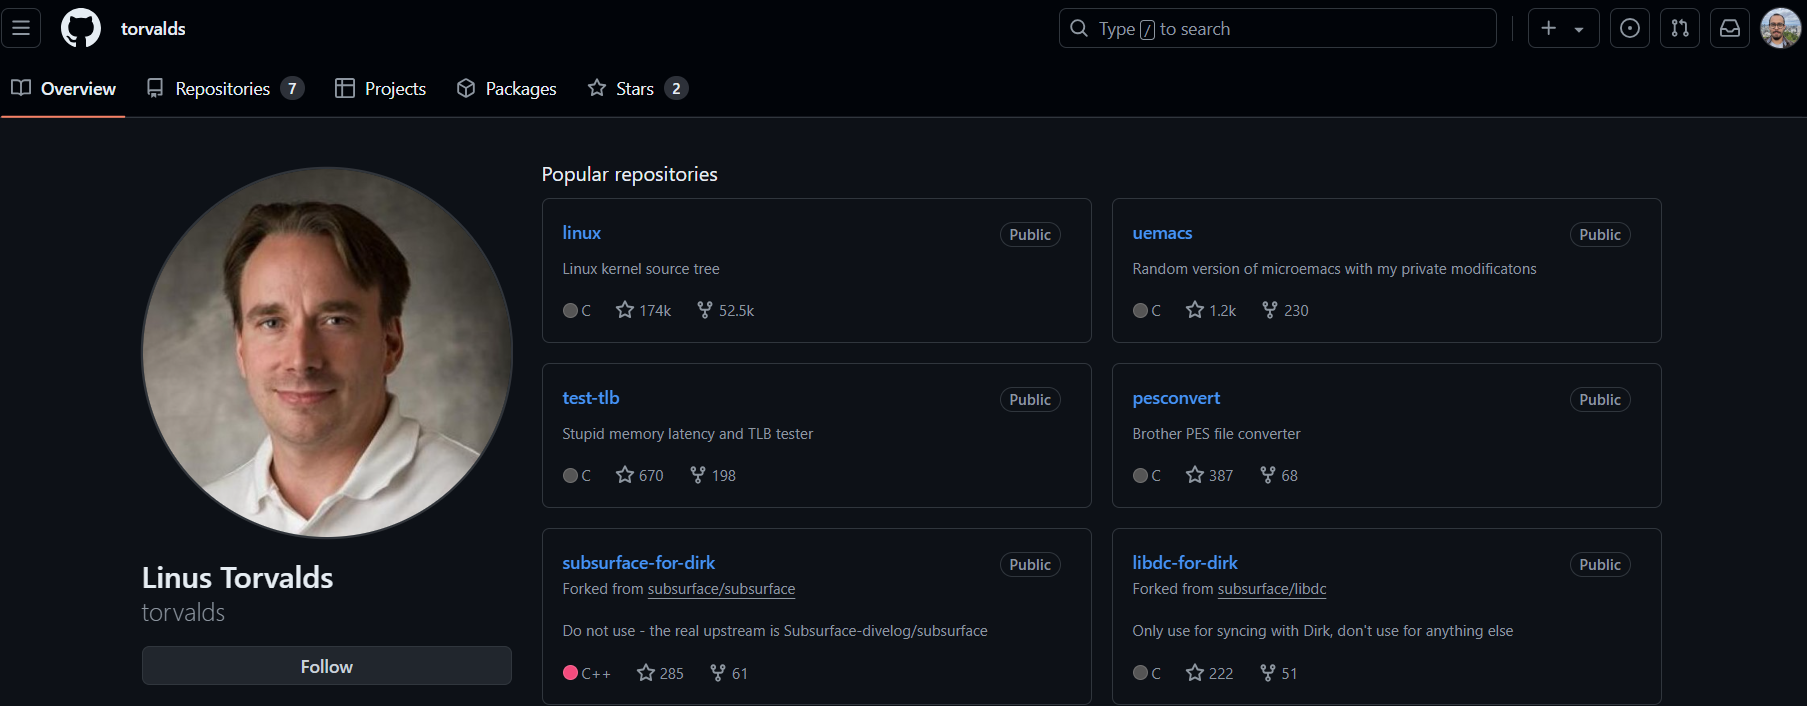 torvalds
Type / to search
Overview Repositories 7 Projects Packages Stars 2
Popular repositories
linux Public
Linux kernel source tree
C 174k 52.5k
uemacs Public
Random version of microemacs with my private modificatons
C 1.2k 230
test-tlb Public
Stupid memory latency and TLB tester
C 670 198
pesconvert Public
Brother PES file converter
C 387 68
subsurface-for-dirk Public
Forked from subsurface/subsurface
Do not use - the real upstream is Subsurface-divelog/subsurface
C++ 285 61
libdc-for-dirk Public
Forked from subsurface/libdc
Only use for syncing with Dirk, don't use for anything else
C 222 51
Linus Torvalds
torvalds
Follow